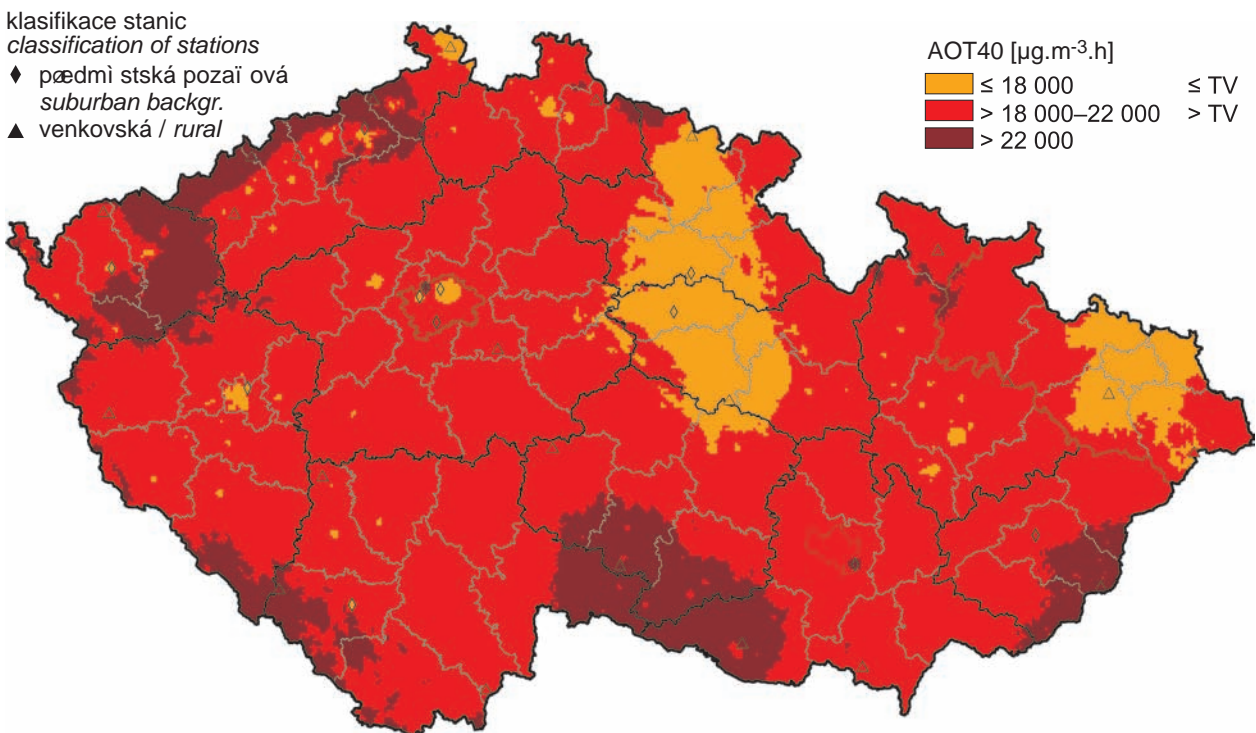 klasifikace stanic
classification of stations
pædmì stská pozaï ová
suburban backgr.
venkovská / rural
AOT40 [µg.m-3.h]
≤ 18 000 ≤ TV
> 18 000–22 000 > TV
> 22 000